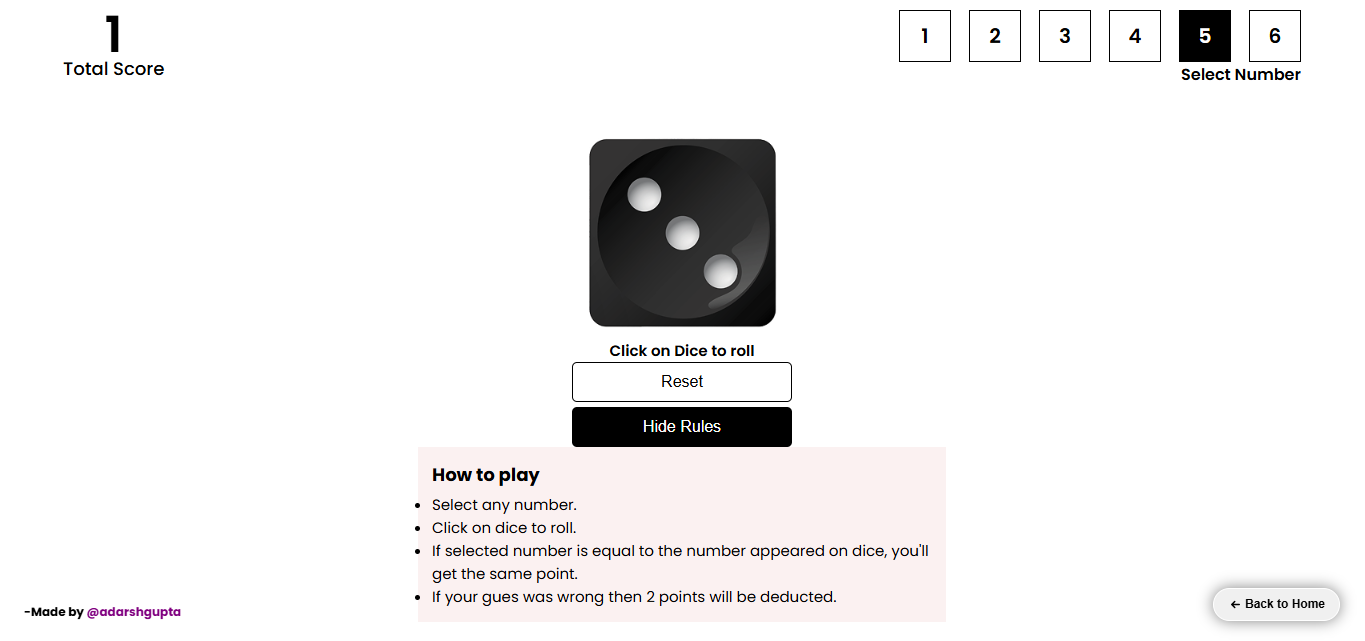 1
Total Score
1 2 3 4 5 6
Select Number
Click on Dice to roll
Reset
Hide Rules
How to play
Select any number.
Click on dice to roll.
If selected number is equal to the number appeared on dice, you'll
get the same point.
If your gues was wrong then 2 points will be deducted.
-Made by @adarshgupta
← Back to Home